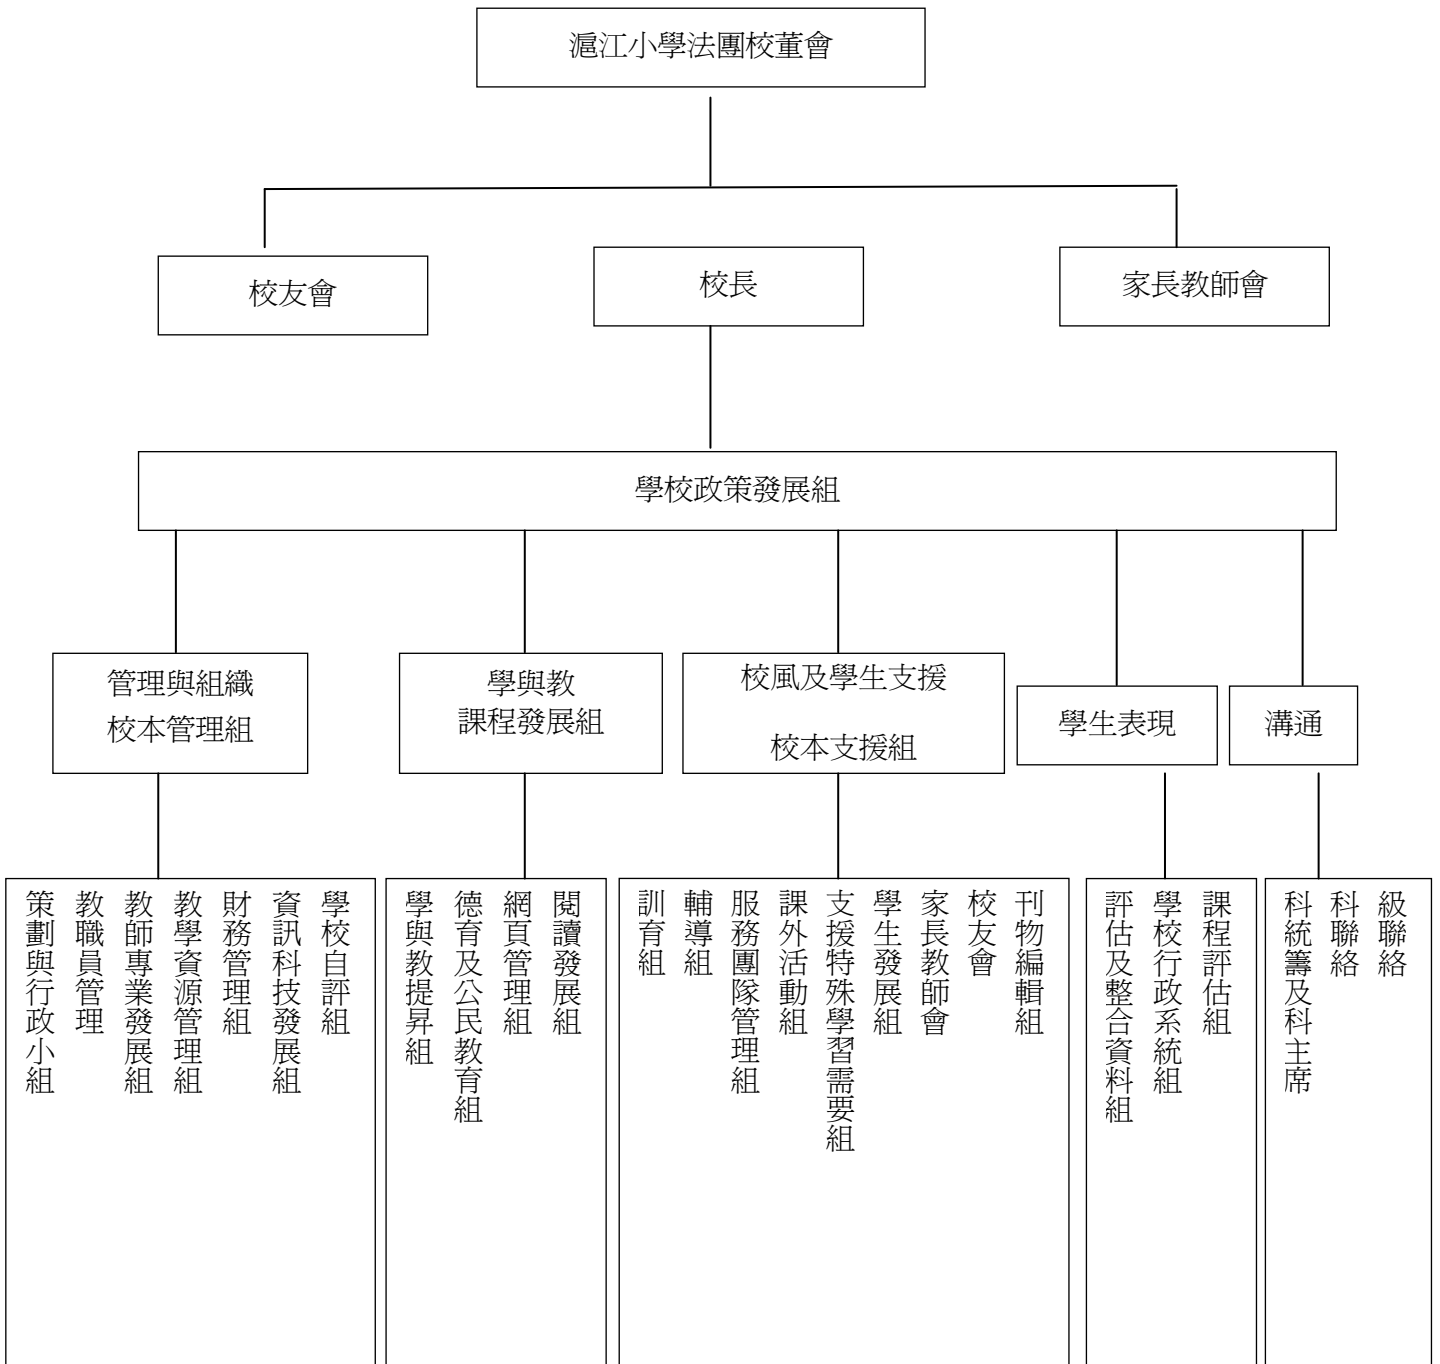 滬江小學法團校董會
校友會
校長
家長教師會
學校政策發展組
管理與組織
校本管理組
學與教
課程發展組
校風及學生支援
校本支援組
學生表現
溝通
策劃與行政小組
教職員管理
教師專業發展組
教學資源管理組
財務管理組
資訊科技發展組
學校自評組
學與教提昇組
德育及公民教育組
網頁管理組
閱讀發展組
訓育組
輔導組
服務團隊管理組
課外活動組
支援特殊學習需要組
學生發展組
家長教師會
校友會
刊物編輯組
評估及整合資料組
學校行政系統組
課程評估組
科統籌及科主席
科聯絡
級聯絡